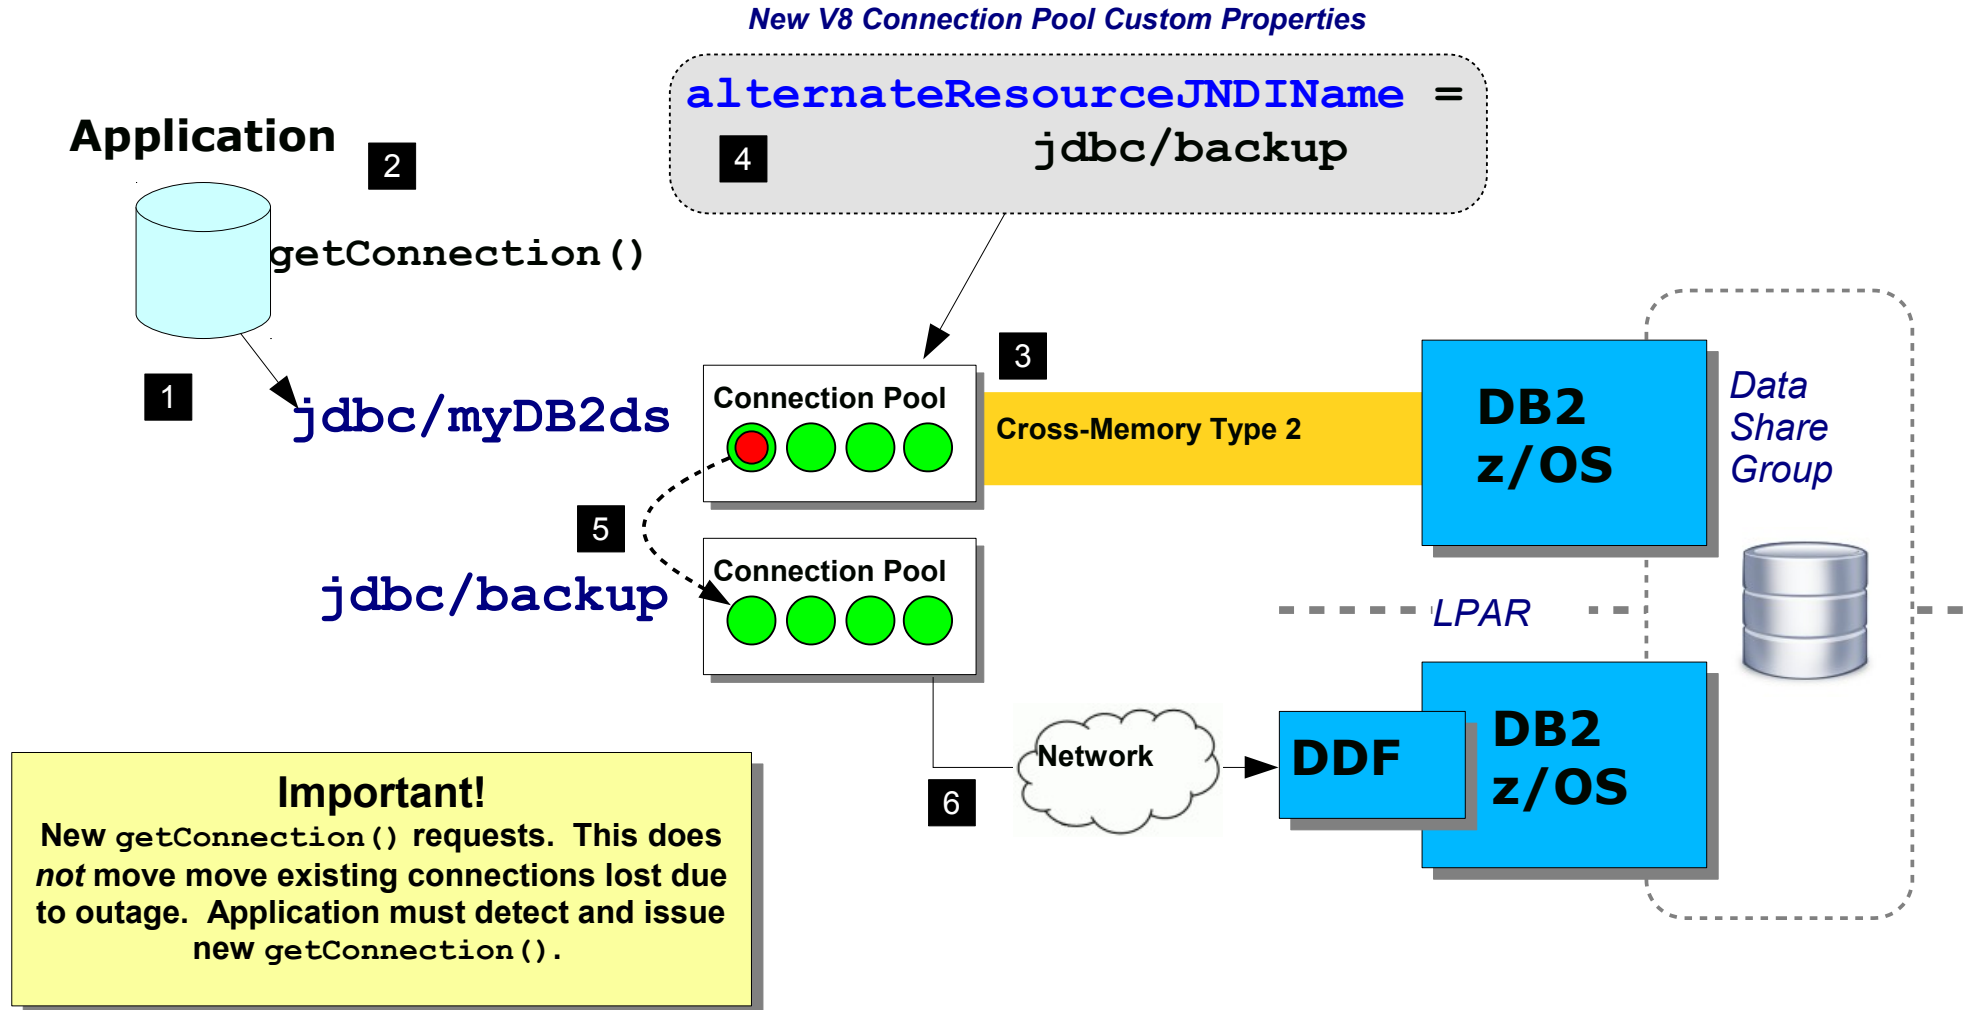 New V8 Connection Pool Custom Properties
alternateResourceJNDIName =
4
jdbc/backup
Application
2
getConnection()
1
jdbc/myDB2ds
Connection Pool
3
Cross-Memory Type 2
DB2
z/OS
Data
Share
Group
5
jdbc/backup
Connection Pool
LPAR
6
Network
DDF
DB2
z/OS
Important!
New getConnection() requests. This does
not move move existing connections lost due
to outage. Application must detect and issue
new getConnection().